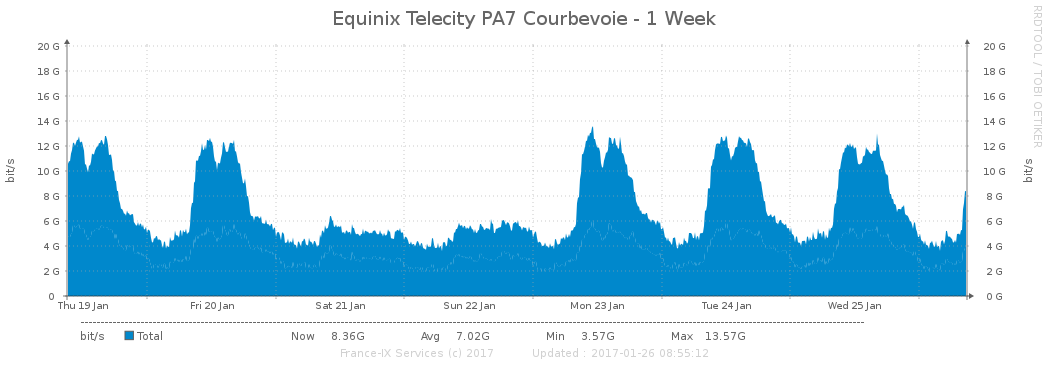 Equinix Telecity PA7 Courbevoie - 1 Week
RRDTOOL / TOBI OETIKER
20 G 20 G
18 G 18 G
16 G 16 G
14 G 14 G
12 G 12 G
10 G 10 G
8 G 8 G
6 G 6 G
4 G 4 G
2 G 2 G
0 0 G
bit/s
bit/s
Thu 19 Jan Fri 20 Jan Sat 21 Jan Sun 22 Jan Mon 23 Jan Tue 24 Jan Wed 25 Jan
bit/s Total Now 8.36G Avg 7.02G Min 3.57G Max 13.57G
France-IX Services (c) 2017 Updated : 2017-01-26 08:55:12